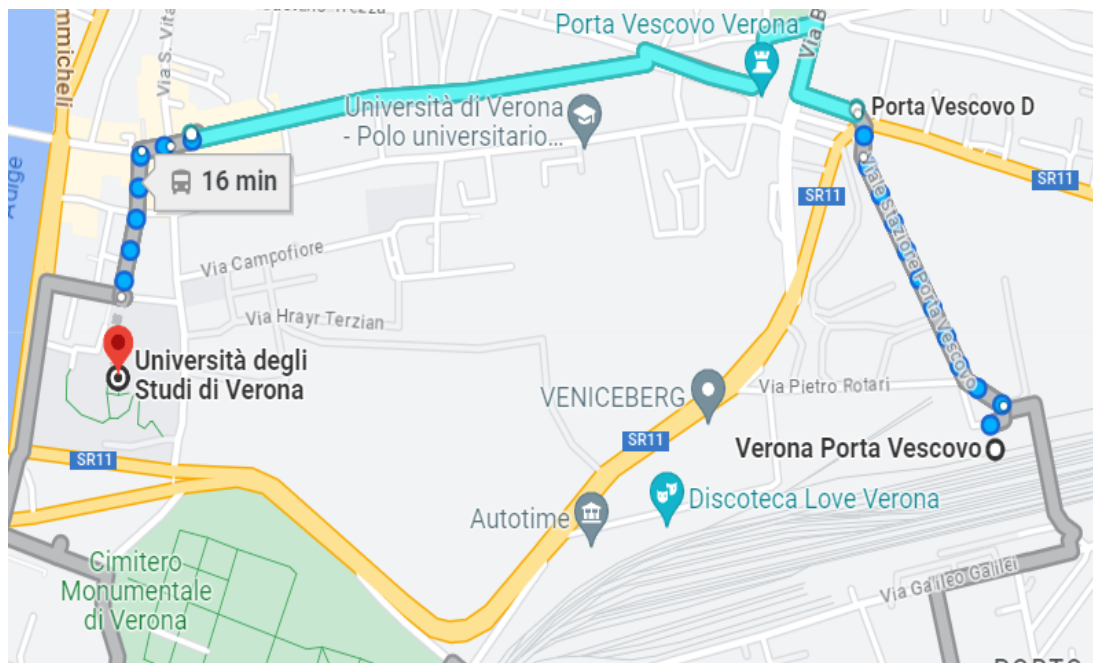 Porta Vescovo Verona
mmicheli
Via S. Vita
Via B
Università di Verona
- Polo universitario...
Porta Vescovo D
16 min
SR11
SR11
Adige
Viale Stazione Porta Vescovo
Via Campofiore
Via Hrayr Terzian
Università degli
Studi di Verona
VENICEBERG
Via Pietro Rotari
SR11
Verona Porta Vescovo
SR11
Discoteca Love Verona
Autotime
Cimitero
Monumentale
di Verona
Via Galileo Galilei